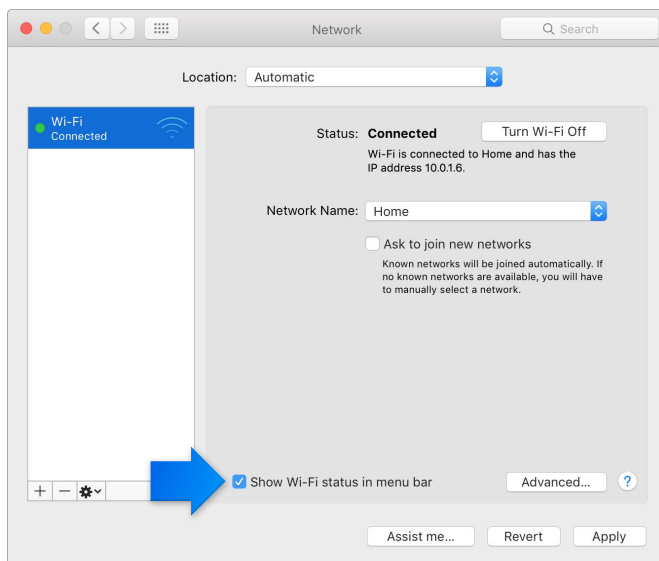 Network
Search
Location: Automatic
Wi-Fi
Connected
Status: Connected Turn Wi-Fi Off
Wi-Fi is connected to Home and has the
IP address 10.0.1.6.
Network Name: Home
Ask to join new networks
Known networks will be joined automatically. If
no known networks are available, you will have
to manually select a network.
Show Wi-Fi status in menu bar
Advanced... ?
Assist me... Revert Apply